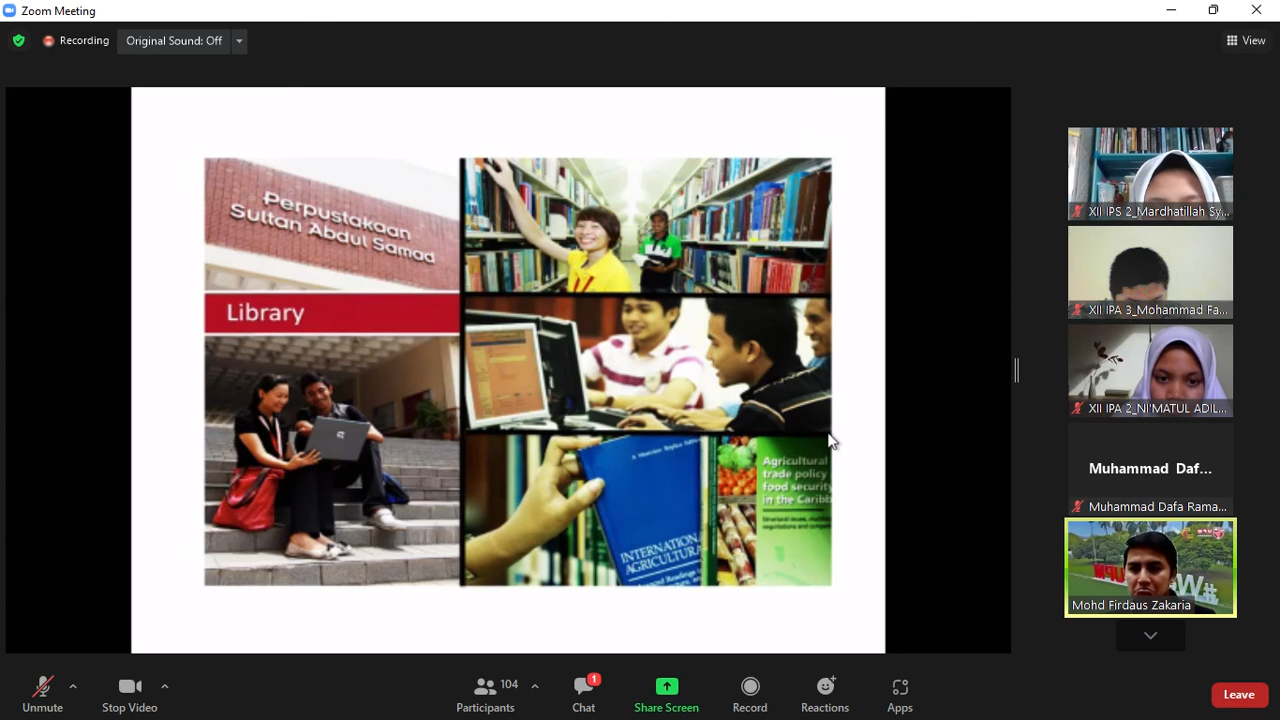 Zoom Meeting
Recording
Original Sound: Off
View
Perpustakaan
Sultan Abdul Samad
Library
INTERNATIONAL
AGRICULTURA
Agricultural
trade policy
food security
in the Caribb
XII IPS 2_Mardhatillah Sy...
XII IPA 3_Mohammad Fa...
XII IPA 2_NI'MATUL ADIL...
Muhammad Daf...
Muhammad Dafa Rama...
UPM
#W
Mohd Firdaus Zakaria
Unmute
Stop Video
104
Participants
1
Chat
Share Screen
Record
Reactions
Apps
Leave